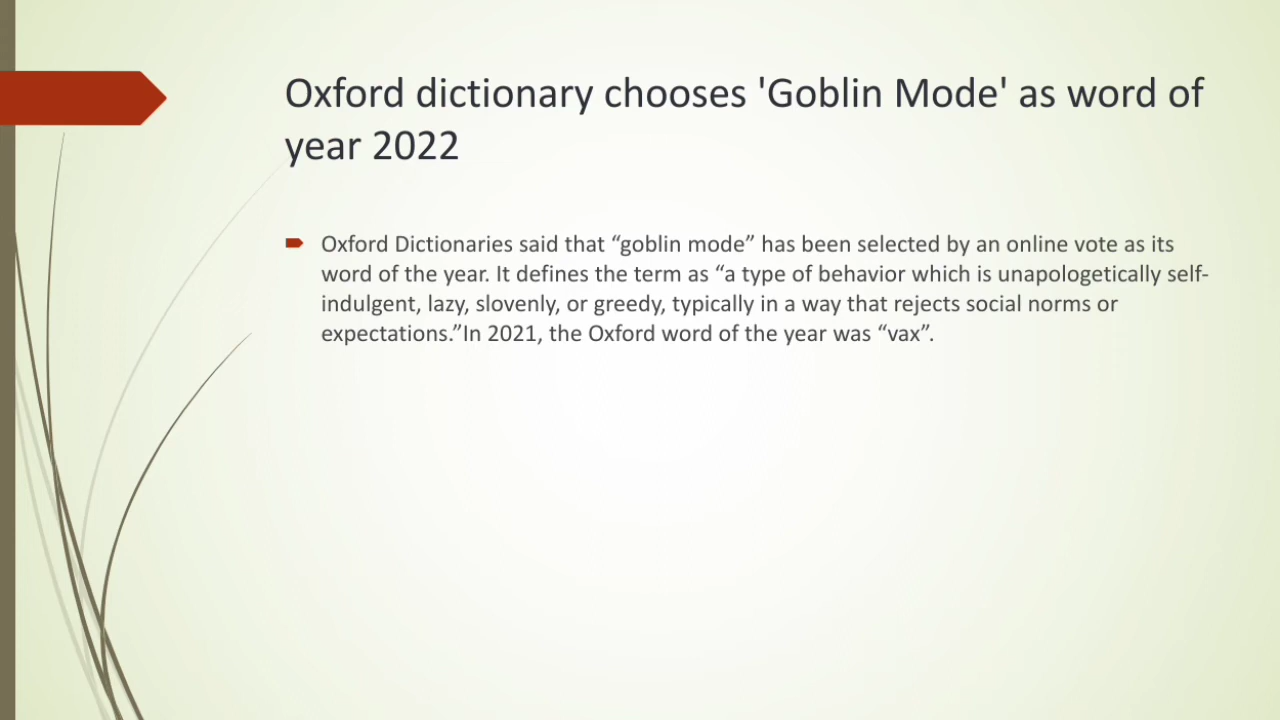 Oxford dictionary chooses 'Goblin Mode' as word of
year 2022
Oxford Dictionaries said that “goblin mode” has been selected by an online vote as its
word of the year. It defines the term as “a type of behavior which is unapologetically self-
indulgent, lazy, slovenly, or greedy, typically in a way that rejects social norms or
expectations.”In 2021, the Oxford word of the year was “vax”.